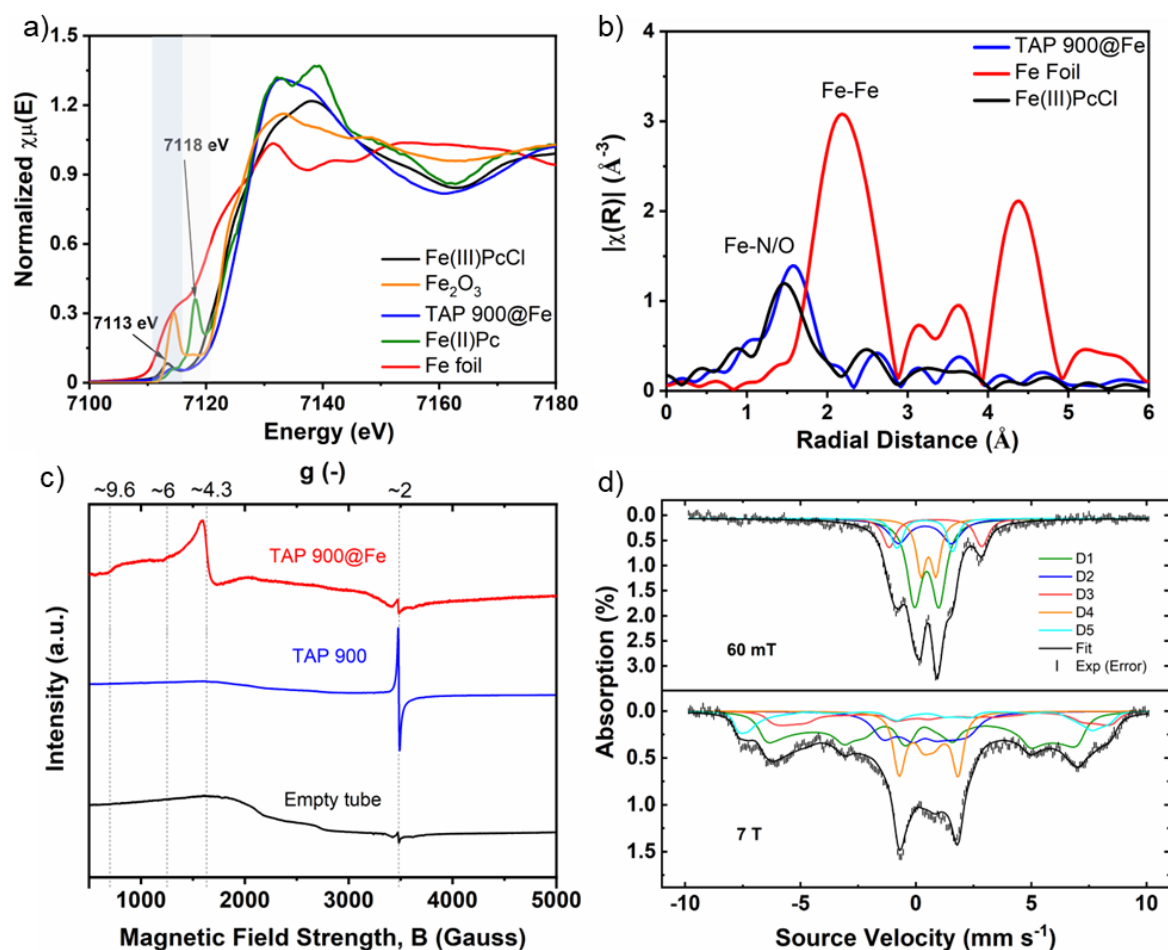 a)
Normalized χμ(E)
1.5
1.2
0.9
0.6
0.3
0
7118 eV
7113 eV
Fe(III)PcCl
Fe₂O₃
TAP 900@Fe
Fe(II)Pc
Fe foil
7100
7120
7140
7160
7180
Energy (eV)
b)
|χ(R)| (Å⁻³)
4
3
2
1
0
TAP 900@Fe
Fe Foil
Fe(III)PcCl
Fe-Fe
Fe-N/O
0
1
2
3
4
5
6
Radial Distance (Å)
c)
g (-)
~9.6
~6
~4.3
~2
Intensity (a.u.)
TAP 900@Fe
TAP 900
Empty tube
1000
2000
3000
4000
5000
Magnetic Field Strength, B (Gauss)
d)
Absorption (%)
0.0
0.5
1.0
1.5
2.0
2.5
3.0
60 mT
D1
D2
D3
D4
D5
Fit
I Exp (Error)
0.0
0.5
1.0
1.5
7 T
-10
-5
0
5
10
Source Velocity (mm s⁻¹)